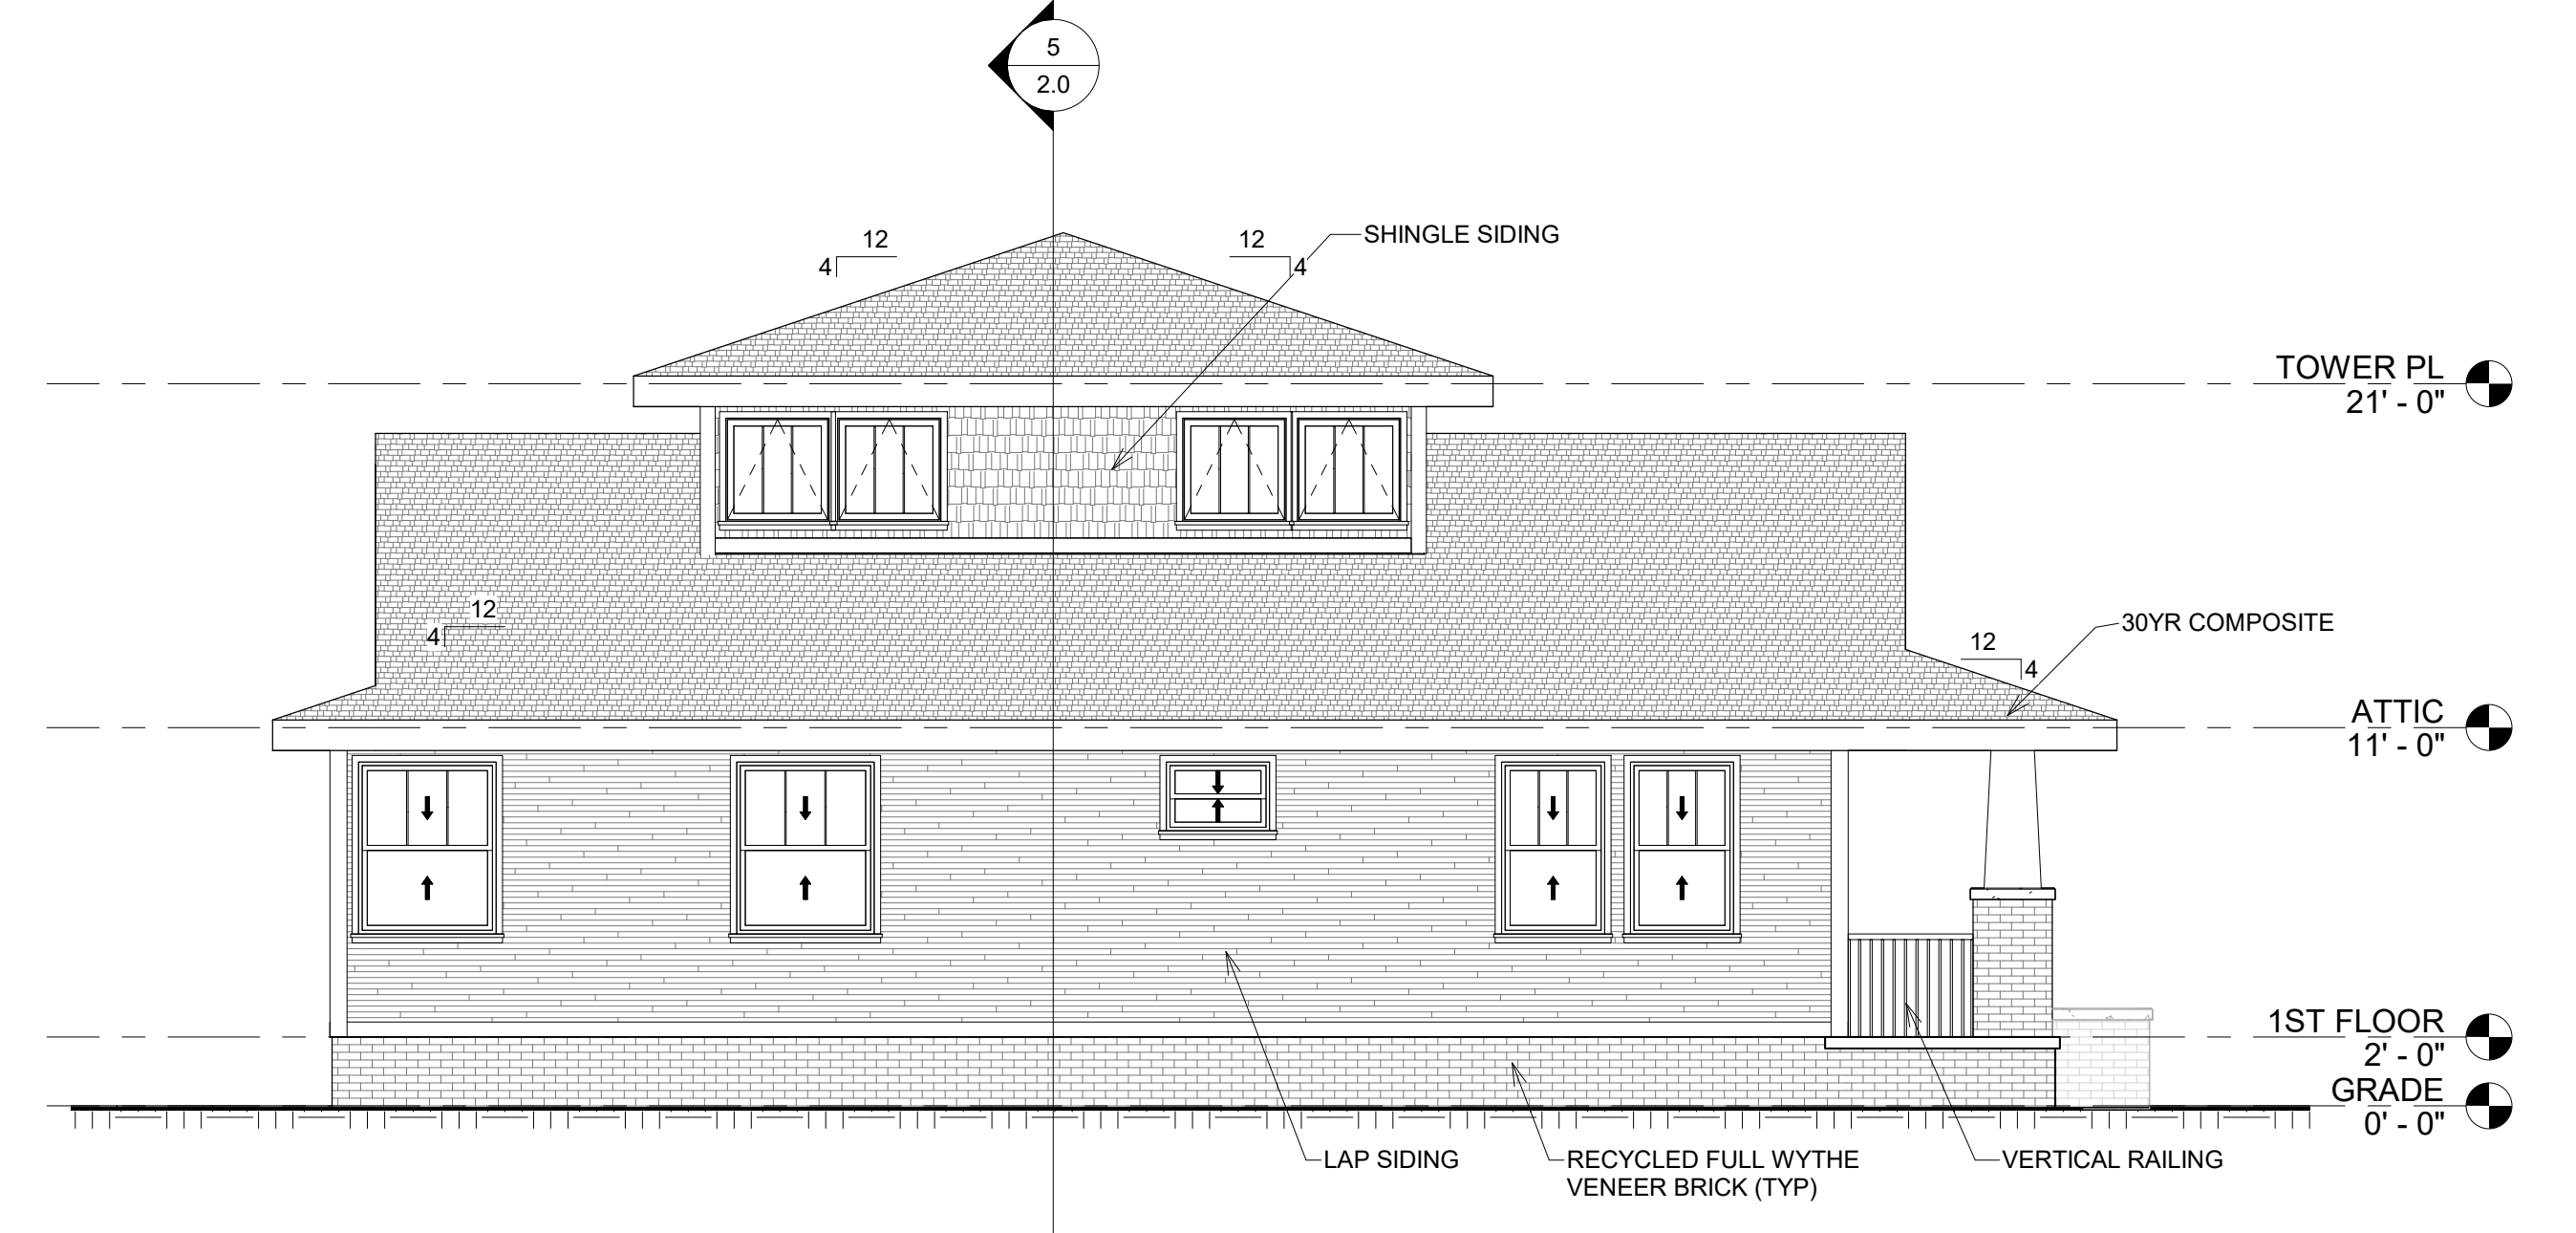 5
2.0
12
4
12
4
SHINGLE SIDING
TOWER PL
21' - 0"
12
4
30YR COMPOSITE
12
4
ATTIC
11' - 0"
1ST FLOOR
2' - 0"
GRADE
0' - 0"
LAP SIDING
RECYCLED FULL WYTHE
VENEER BRICK (TYP)
VERTICAL RAILING